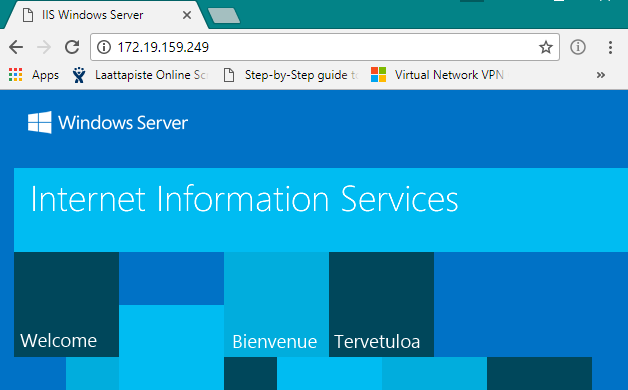 IIS Windows Server
172.19.159.249
Apps Laattapiste Online Sc Step-by-Step guide to Virtual Network VPN »
Windows Server
Internet Information Services
Welcome Bienvenue Tervetuloa